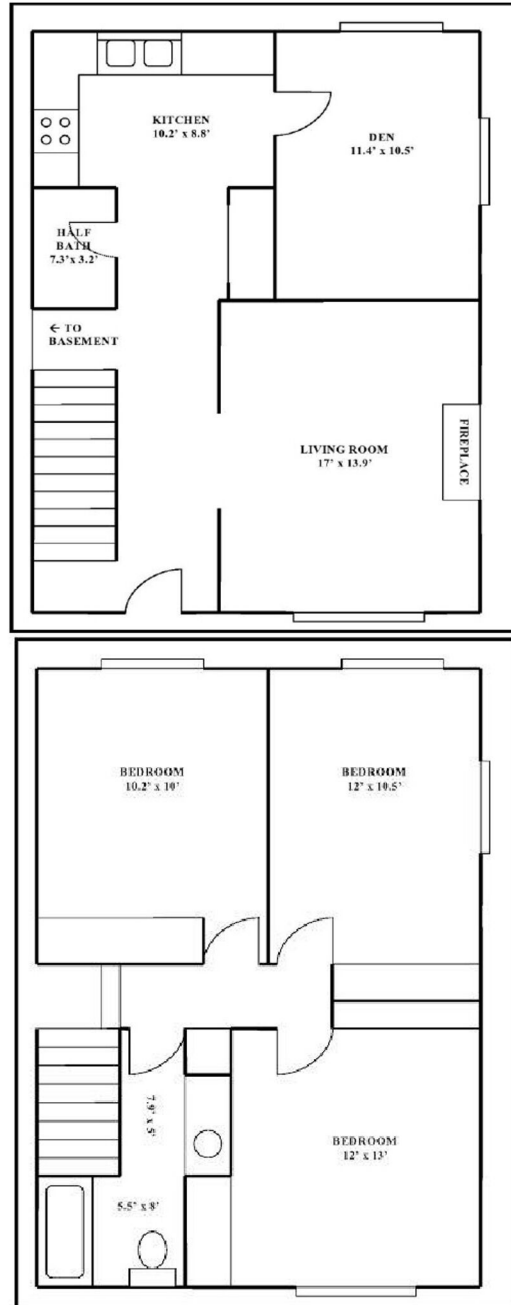 KITCHEN
10.2' x 8.8'
DEN
11.4' x 10.5'
HALF
BATH
7.3'x 3.2'
← TO
BASEMENT
LIVING ROOM
17' x 13.9'
FIREPLACE
BEDROOM
10.2' x 10'
BEDROOM
12' x 10.5'
7.9' x 5'
BEDROOM
12' x 13'
5.5' x 8'